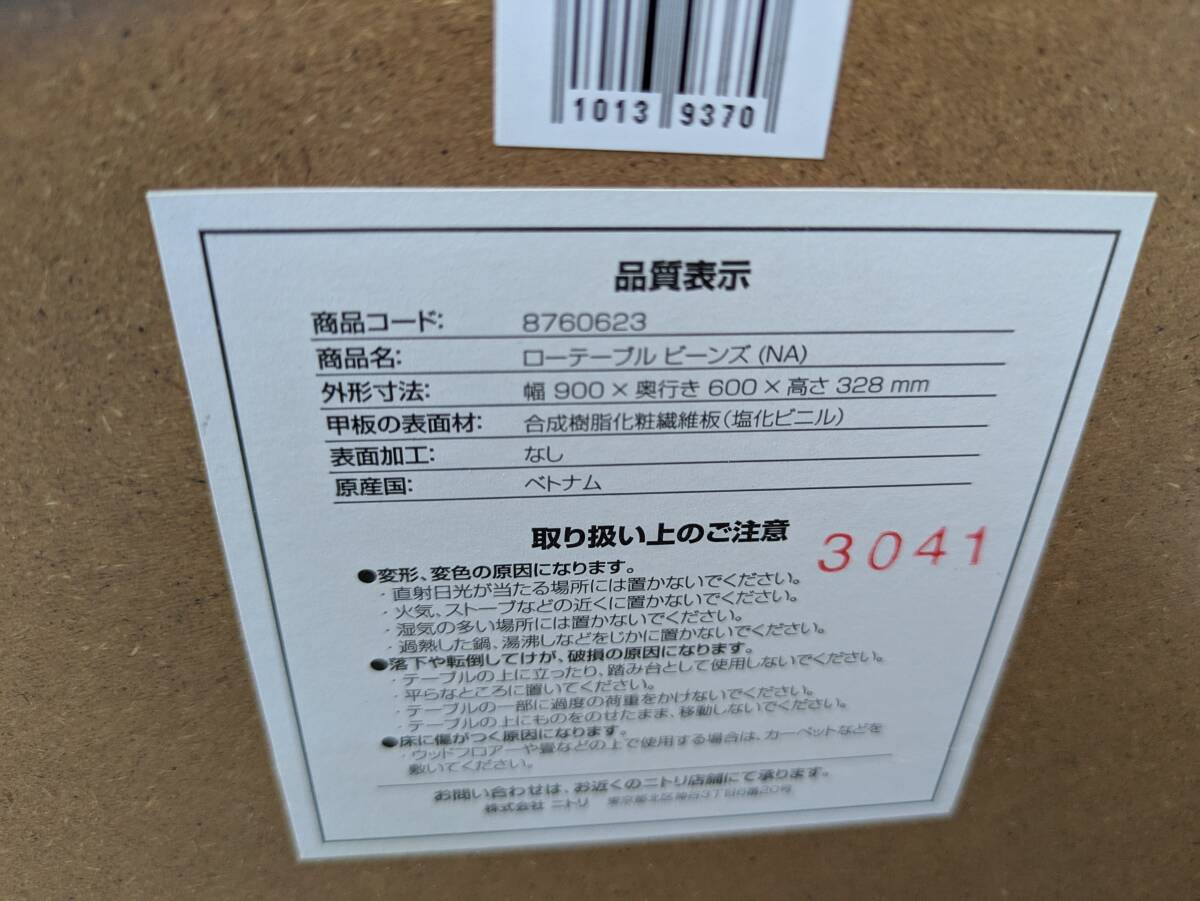 1013 9370
品質表示
商品コード: 8760623
商品名: ローテーブル ビーンズ (NA)
外形寸法: 幅 900 × 奥行き 600 × 高さ 328 mm
甲板の表面材: 合成樹脂化粧繊維板(塩化ビニル)
表面加工: なし
原産国: ベトナム
取り扱い上のご注意
3041
●変形、変色の原因になります。
・直射日光が当たる場所には置かないでください。
・火気、ストーブなどの近くに置かないでください。
・湿気の多い場所には置かないでください。
・過熱した鍋、湯沸しなどをじかに置かないでください。
●落下や転倒してけが、破損の原因になります。
・テーブルの上に立ったり、踏み台として使用しないでください。
・平らなところに置いてください。
・テーブルの一部に過度の荷重をかけないでください。
・テーブルの上にものをのせたまま、移動しないでください。
●床に傷がつく原因になります。
・ウッドフロアーや畳などの上で使用する場合は、カーペットなどを
敷いてください。
お問い合わせは、お近くのニトリ店舗にて承ります。
株式会社 ニトリ 東京都北区神谷3丁目6番20号